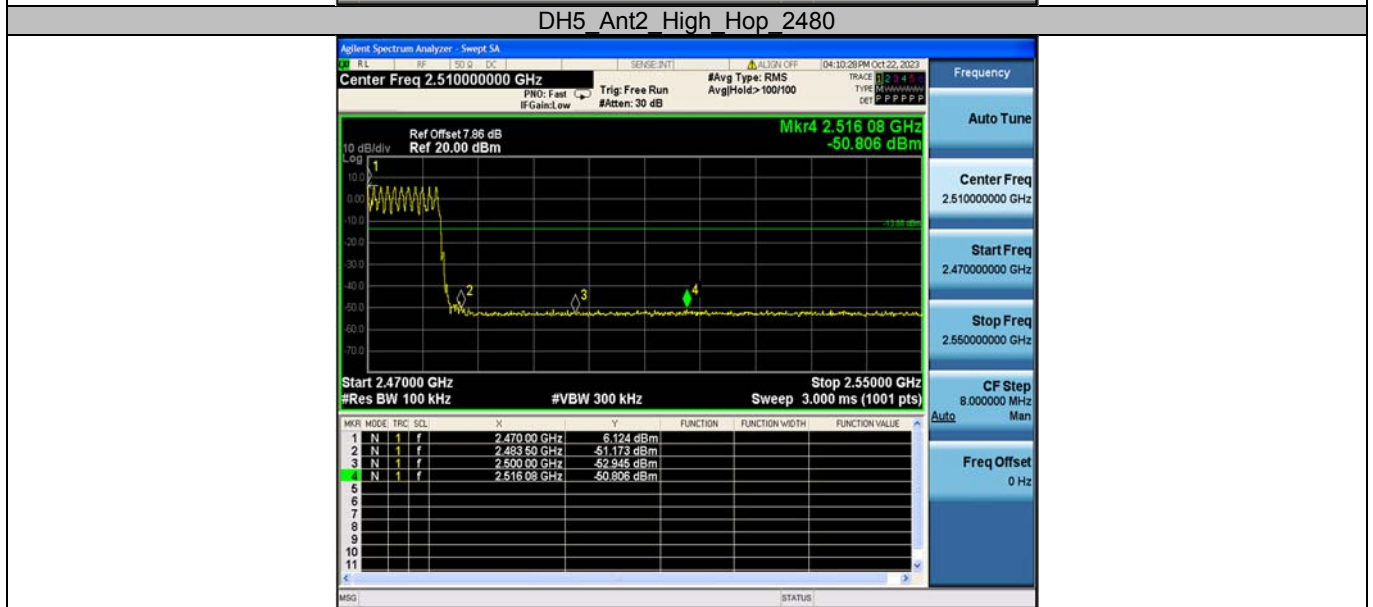 DH5_Ant2_High_Hop_2480
Agilent Spectrum Analyzer - Swept SA
RL RF 50 Ω DC SENSE:INT ALIGN OFF 04:10:28 PM Oct 22, 2023
Center Freq 2.510000000 GHz
PNO: Fast
IFGain:Low
Trig: Free Run
#Atten: 30 dB
#Avg Type: RMS
Avg|Hold:>100/100
TRACE 1 2 3 4 5 6
TYPE M
DET P P P P P P
Frequency
Mkr4 2.516 08 GHz
-50.806 dBm
Ref Offset 7.86 dB
10 dB/div Ref 20.00 dBm
Log
1
10.0
0.00
-10.0
-20.0
-30.0
-40.0
-50.0
-60.0
-70.0
2
3
4
Start 2.47000 GHz Stop 2.55000 GHz
#Res BW 100 kHz #VBW 300 kHz Sweep 3.000 ms (1001 pts)
MKR MODE TRC SCL X Y FUNCTION FUNCTION WIDTH FUNCTION VALUE
1 N 1 f 2.470 00 GHz 6.124 dBm
2 N 1 f 2.483 50 GHz -51.173 dBm
3 N 1 f 2.500 00 GHz -52.945 dBm
4 N 1 f 2.516 08 GHz -50.806 dBm
5
6
7
8
9
10
11
MSG STATUS
Auto Tune
Center Freq
2.510000000 GHz
Start Freq
2.470000000 GHz
Stop Freq
2.550000000 GHz
CF Step
8.000000 MHz
Auto Man
Freq Offset
0 Hz